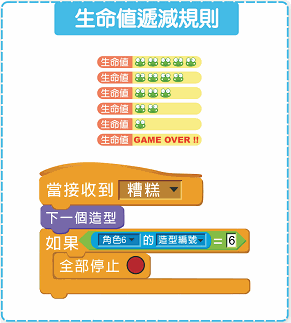 生命值遞減規則
生命值
生命值
生命值
生命值
生命值
生命值 GAME OVER !!
當接收到 糟糕
下一個造型
如果 角色6 的 造型編號 = 6
全部停止